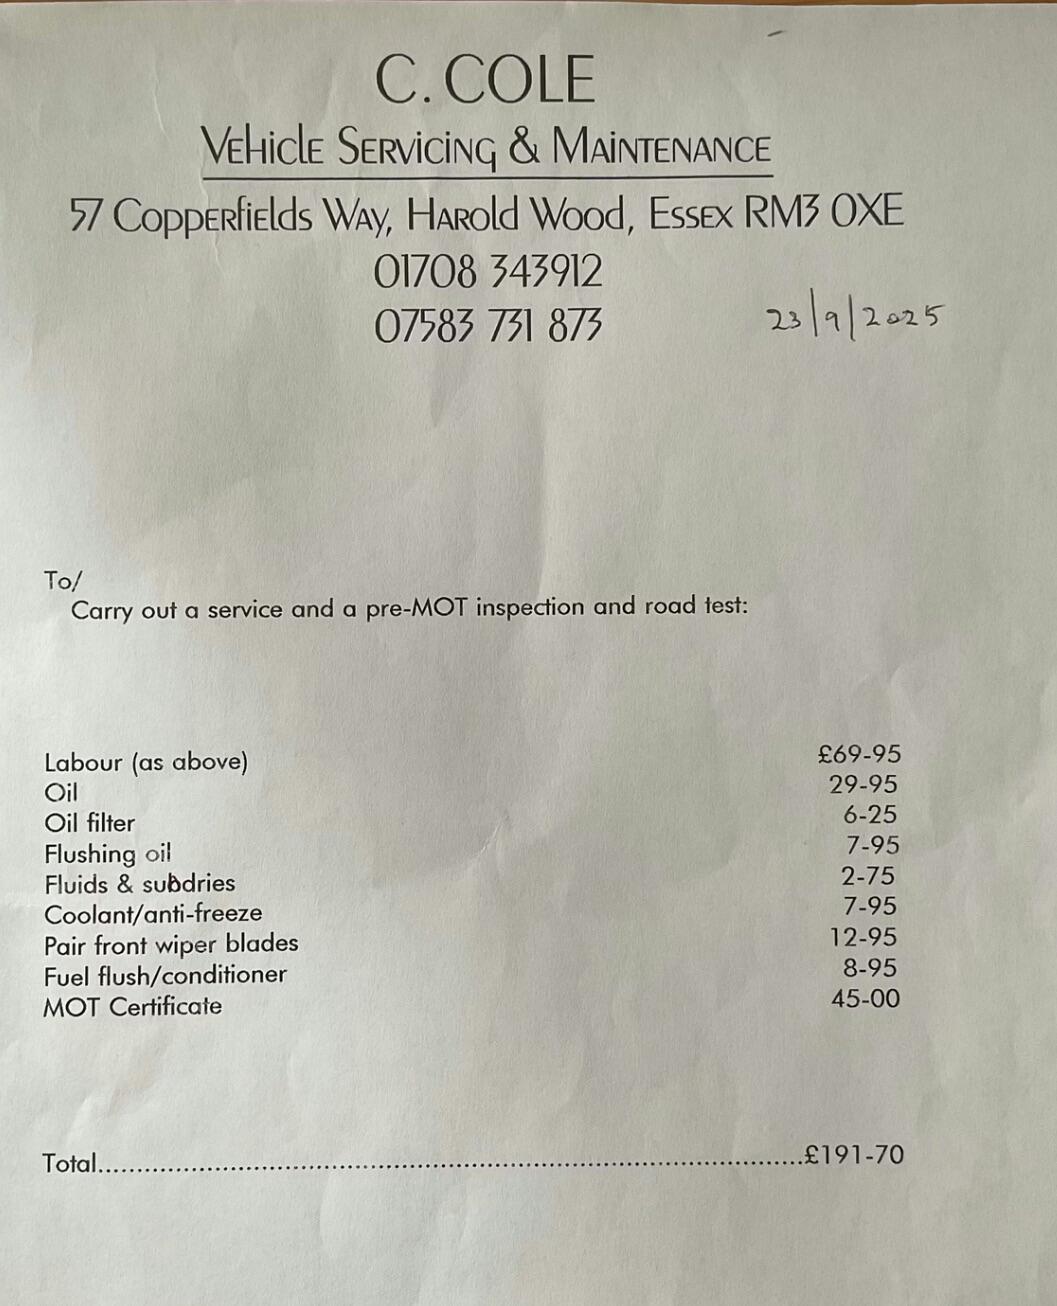 C. COLE
Vehicle Servicing & Maintenance
57 Copperfields Way, Harold Wood, Essex RM3 0XE
01708 343912
07583 731 873
23/9/2025
To/
Carry out a service and a pre-MOT inspection and road test:
Labour (as above) £69-95
Oil 29-95
Oil filter 6-25
Flushing oil 7-95
Fluids & subdries 2-75
Coolant/anti-freeze 7-95
Pair front wiper blades 12-95
Fuel flush/conditioner 8-95
MOT Certificate 45-00
Total..........................................................................................£191-70